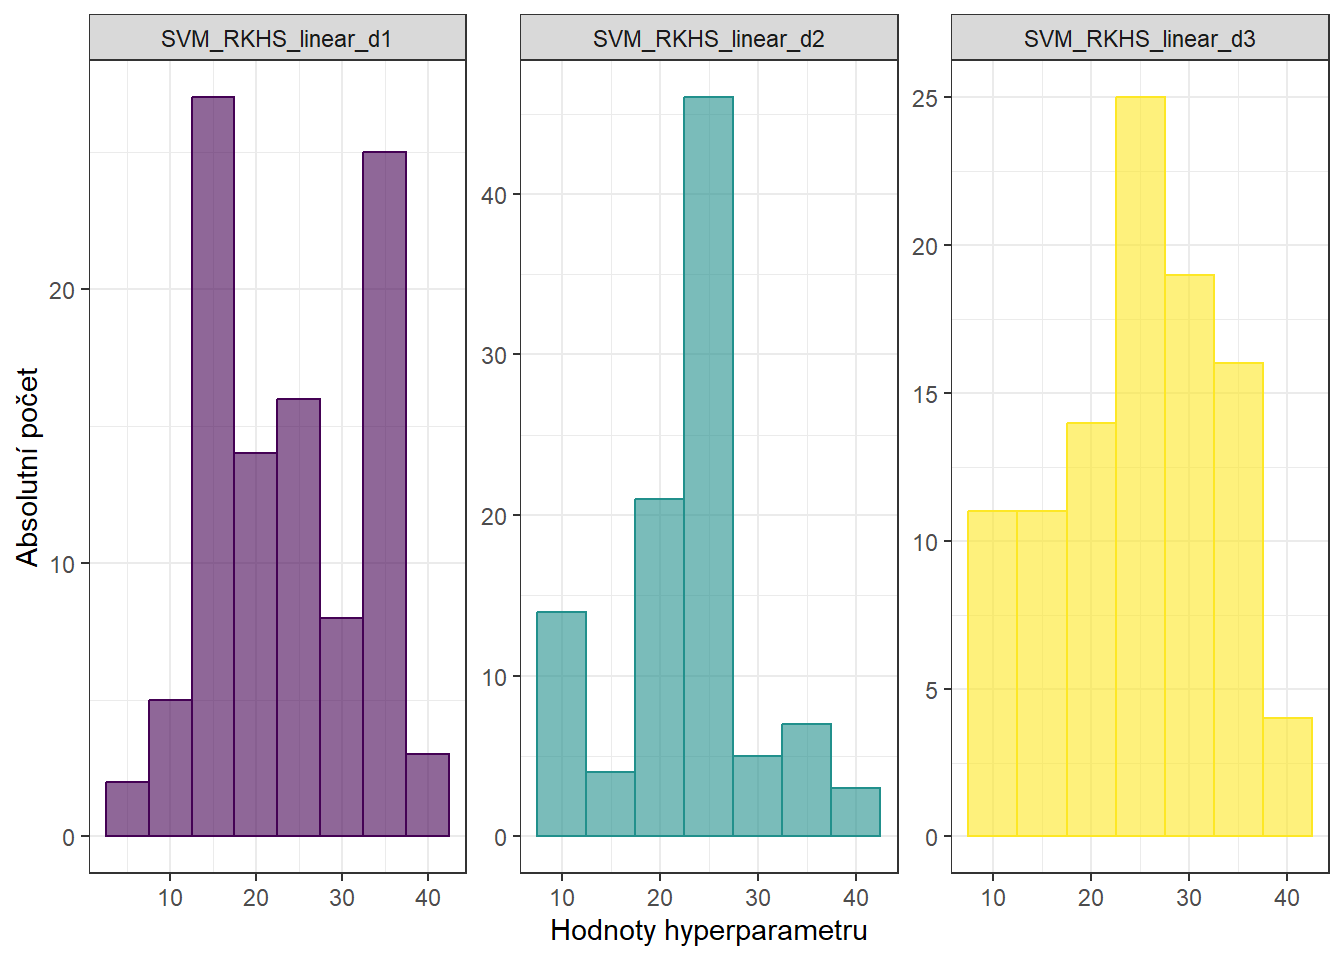 SVM_RKHS_linear_d1
SVM_RKHS_linear_d2
SVM_RKHS_linear_d3
Absolutní počet
20
10
0
40
30
20
10
0
25
20
15
10
5
0
10 20 30 40
10 20 30 40
10 20 30 40
Hodnoty hyperparametru